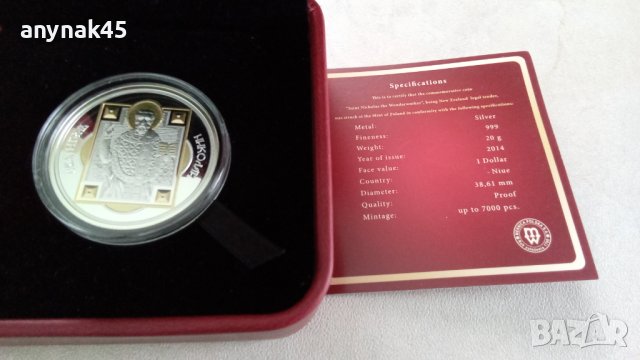 anynak45
Specifications
This is to certify that the commemorative coin
"Saint Nicholas the Wonderworker", being New Zealand legal tender,
was struck at the Mint of Poland in conformity with the following specifications:
Metal: Silver
Fineness: 999
Weight: 20 g
Year of issue: 2014
Face value: 1 Dollar
Country: Niue
Diameter: 38,61 mm
Quality: Proof
Mintage: up to 7000 pcs.
BAZAR